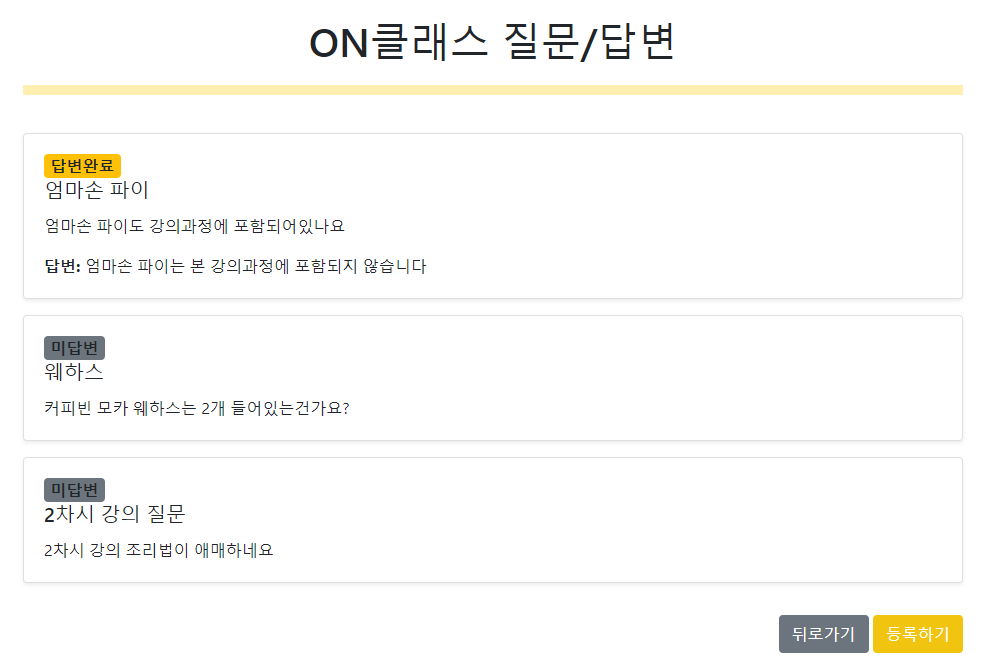 ON클래스 질문/답변
답변완료
엄마손 파이
엄마손 파이도 강의과정에 포함되어있나요
답변: 엄마손 파이는 본 강의과정에 포함되지 않습니다
미답변
웨하스
커피빈 모카 웨하스는 2개 들어있는건가요?
미답변
2차시 강의 질문
2차시 강의 조리법이 애매하네요
뒤로가기 등록하기